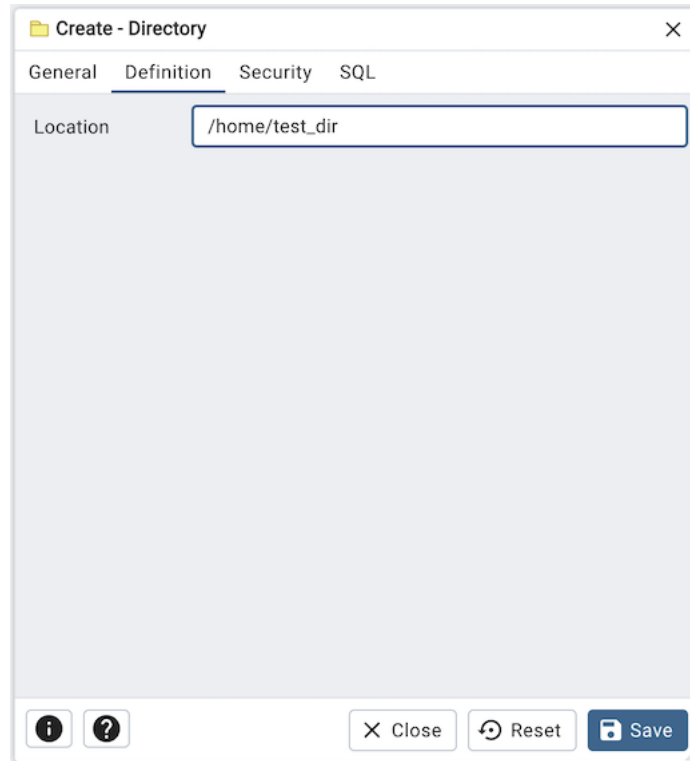 Create - Directory
General Definition Security SQL
Location /home/test_dir
Close Reset Save